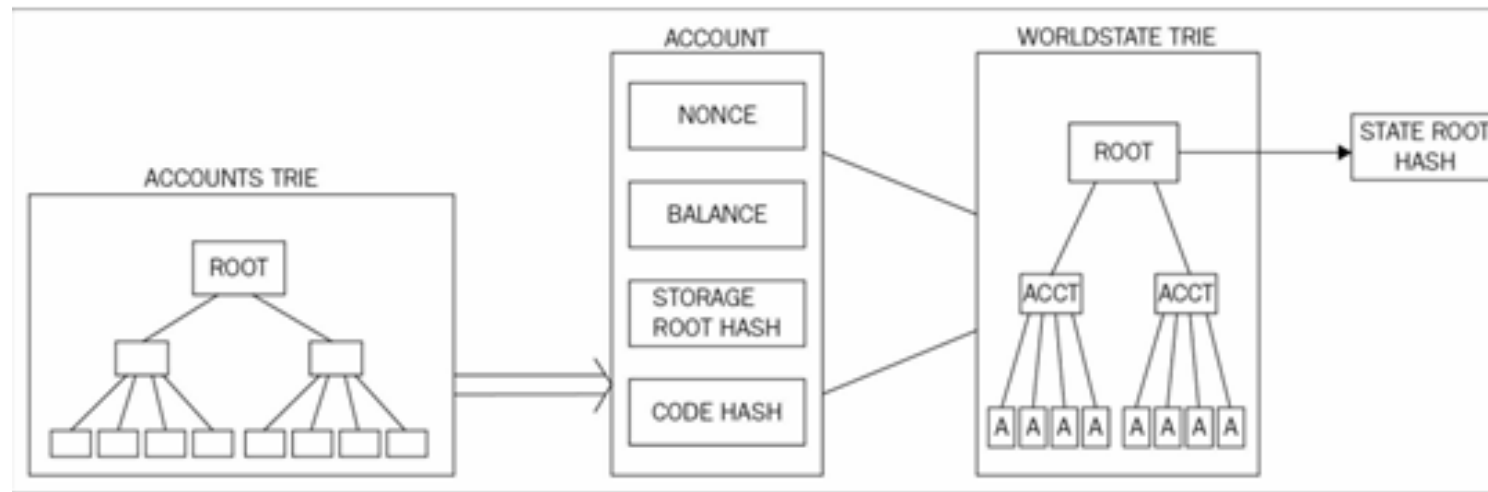 ACCOUNTS TRIE
ROOT
ACCOUNT
NONCE
BALANCE
STORAGE
ROOT HASH
CODE HASH
WORLDSTATE TRIE
ROOT
ACCT ACCT
A A A A A A A A
STATE ROOT
HASH